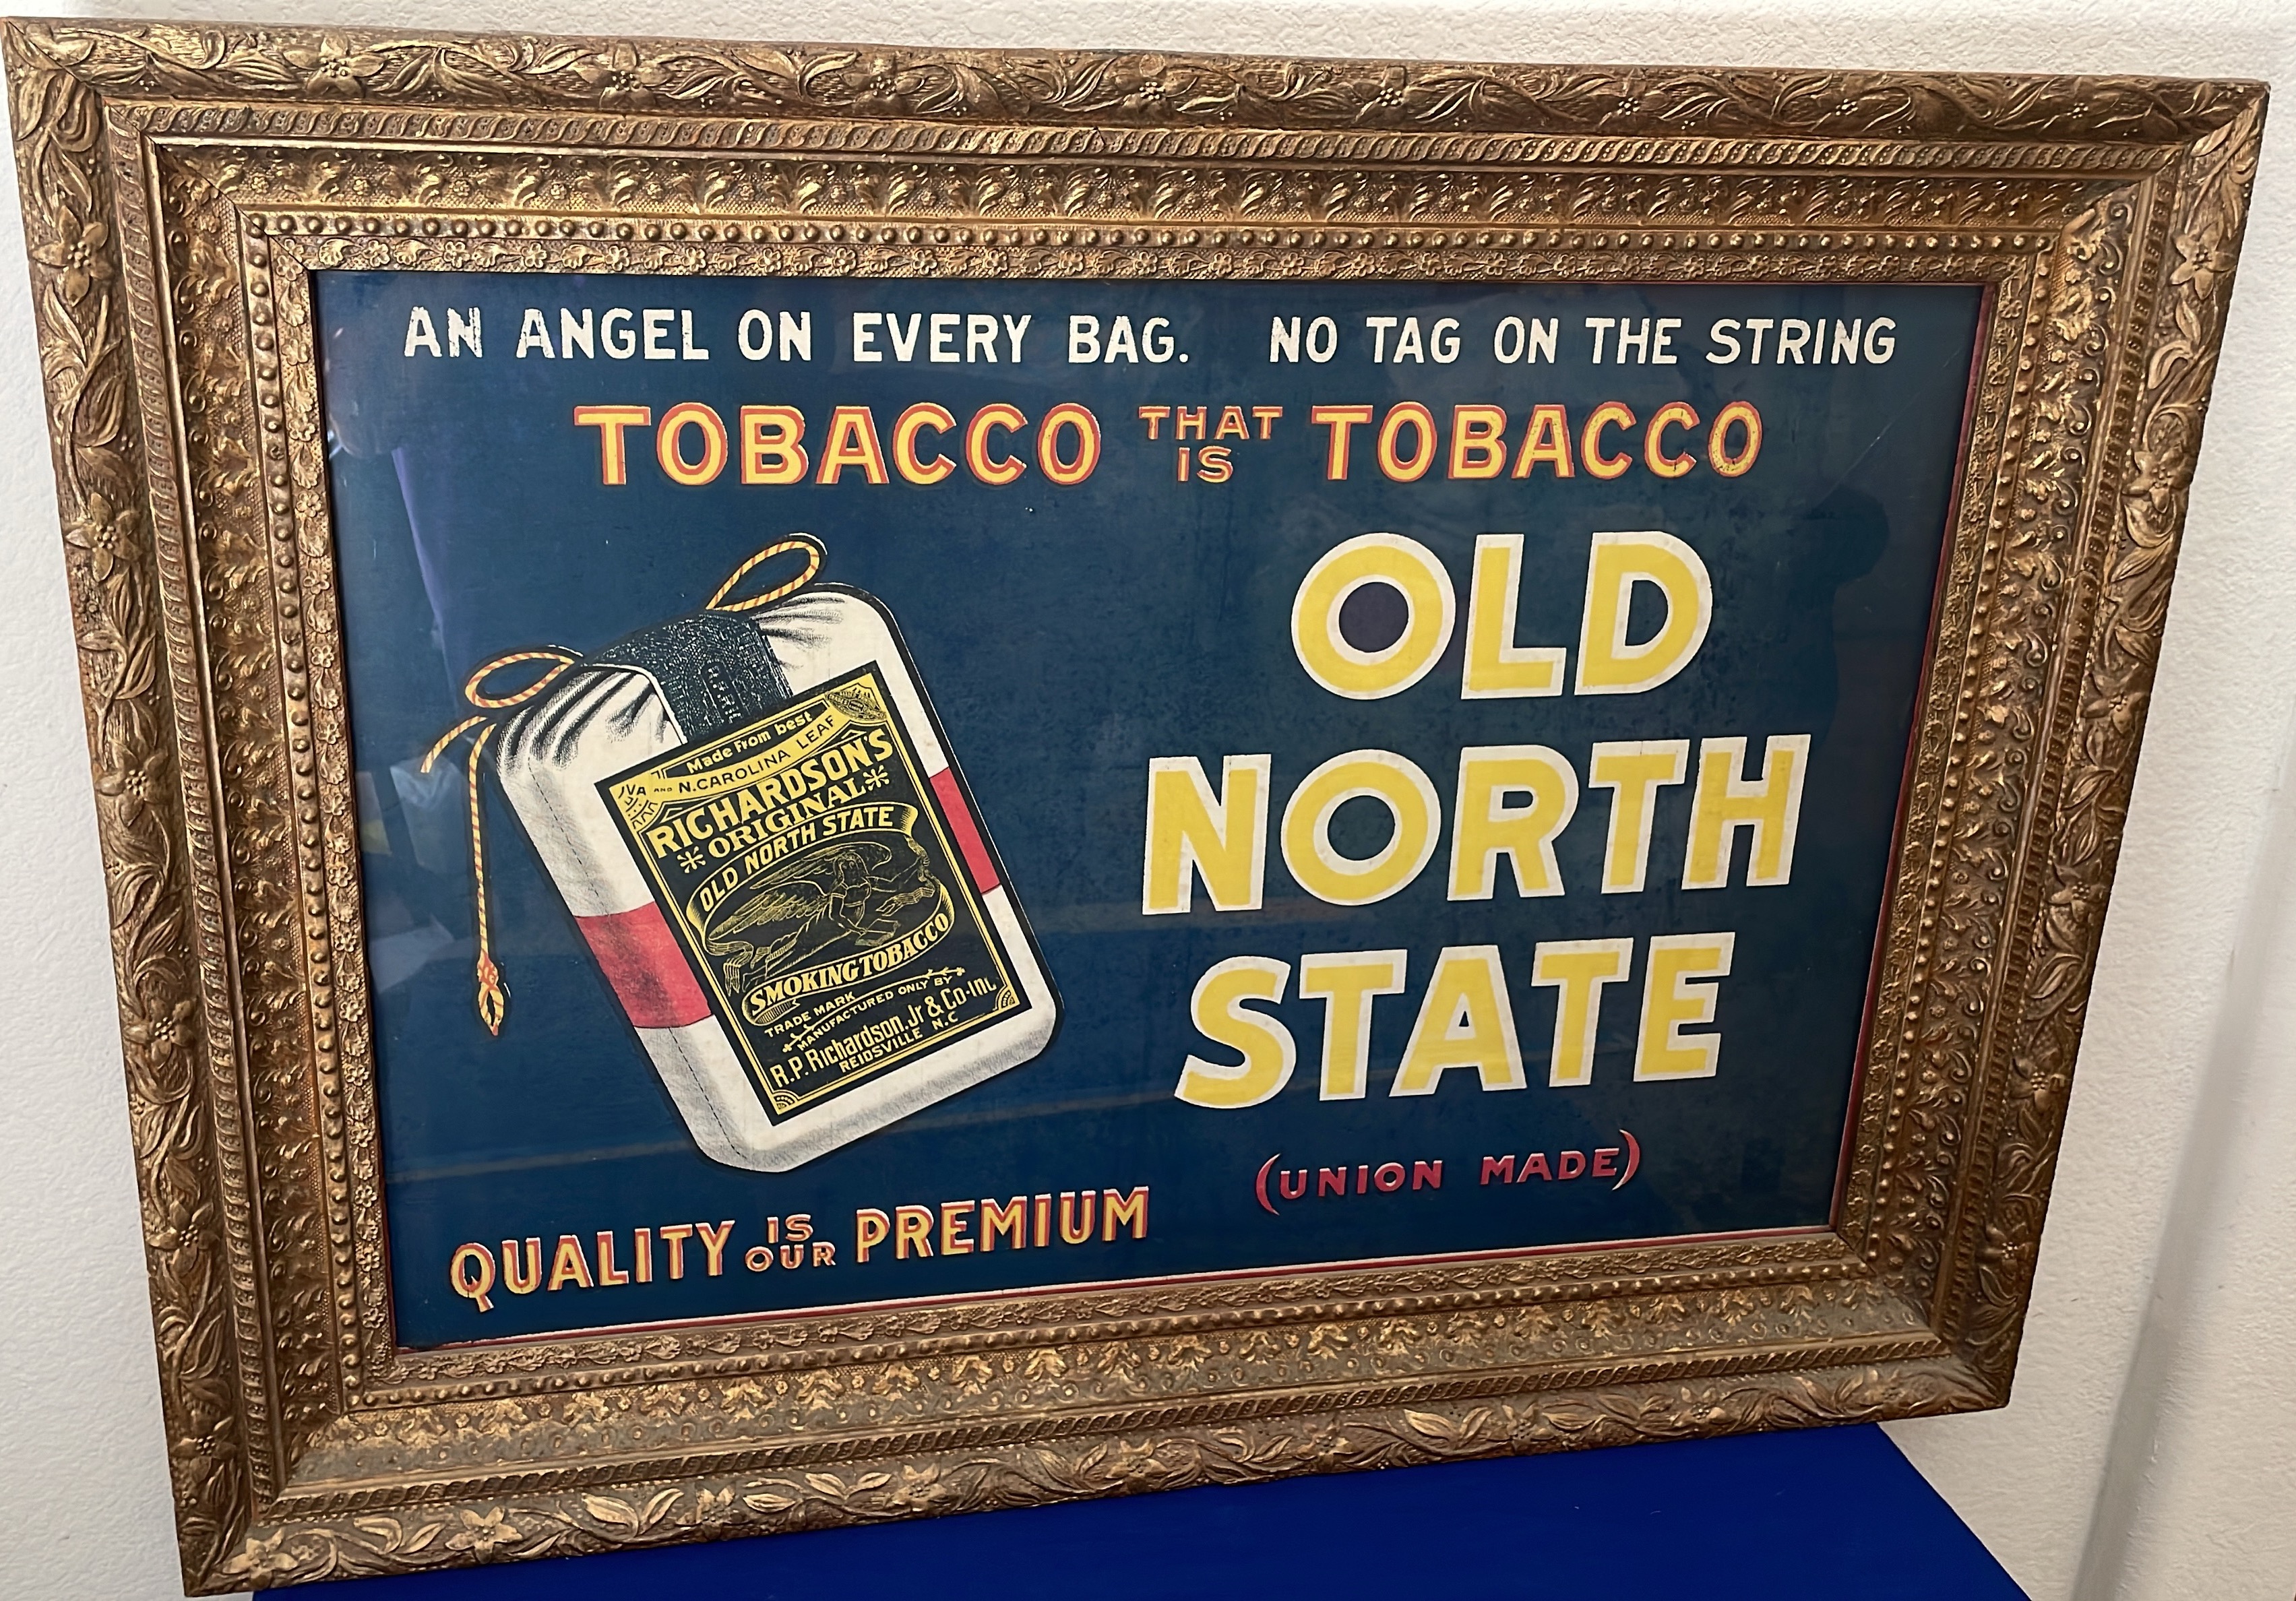 AN ANGEL ON EVERY BAG. NO TAG ON THE STRING
TOBACCO THAT IS TOBACCO
OLD
NORTH
STATE
(UNION MADE)
Made from best
VA AND N.CAROLINA LEAF
RICHARDSON'S
ORIGINAL
OLD NORTH STATE
SMOKING TOBACCO
TRADE MARK
MANUFACTURED ONLY BY
R.P. Richardson, Jr & Co-Inc
REIDSVILLE N.C
QUALITY IS OUR PREMIUM